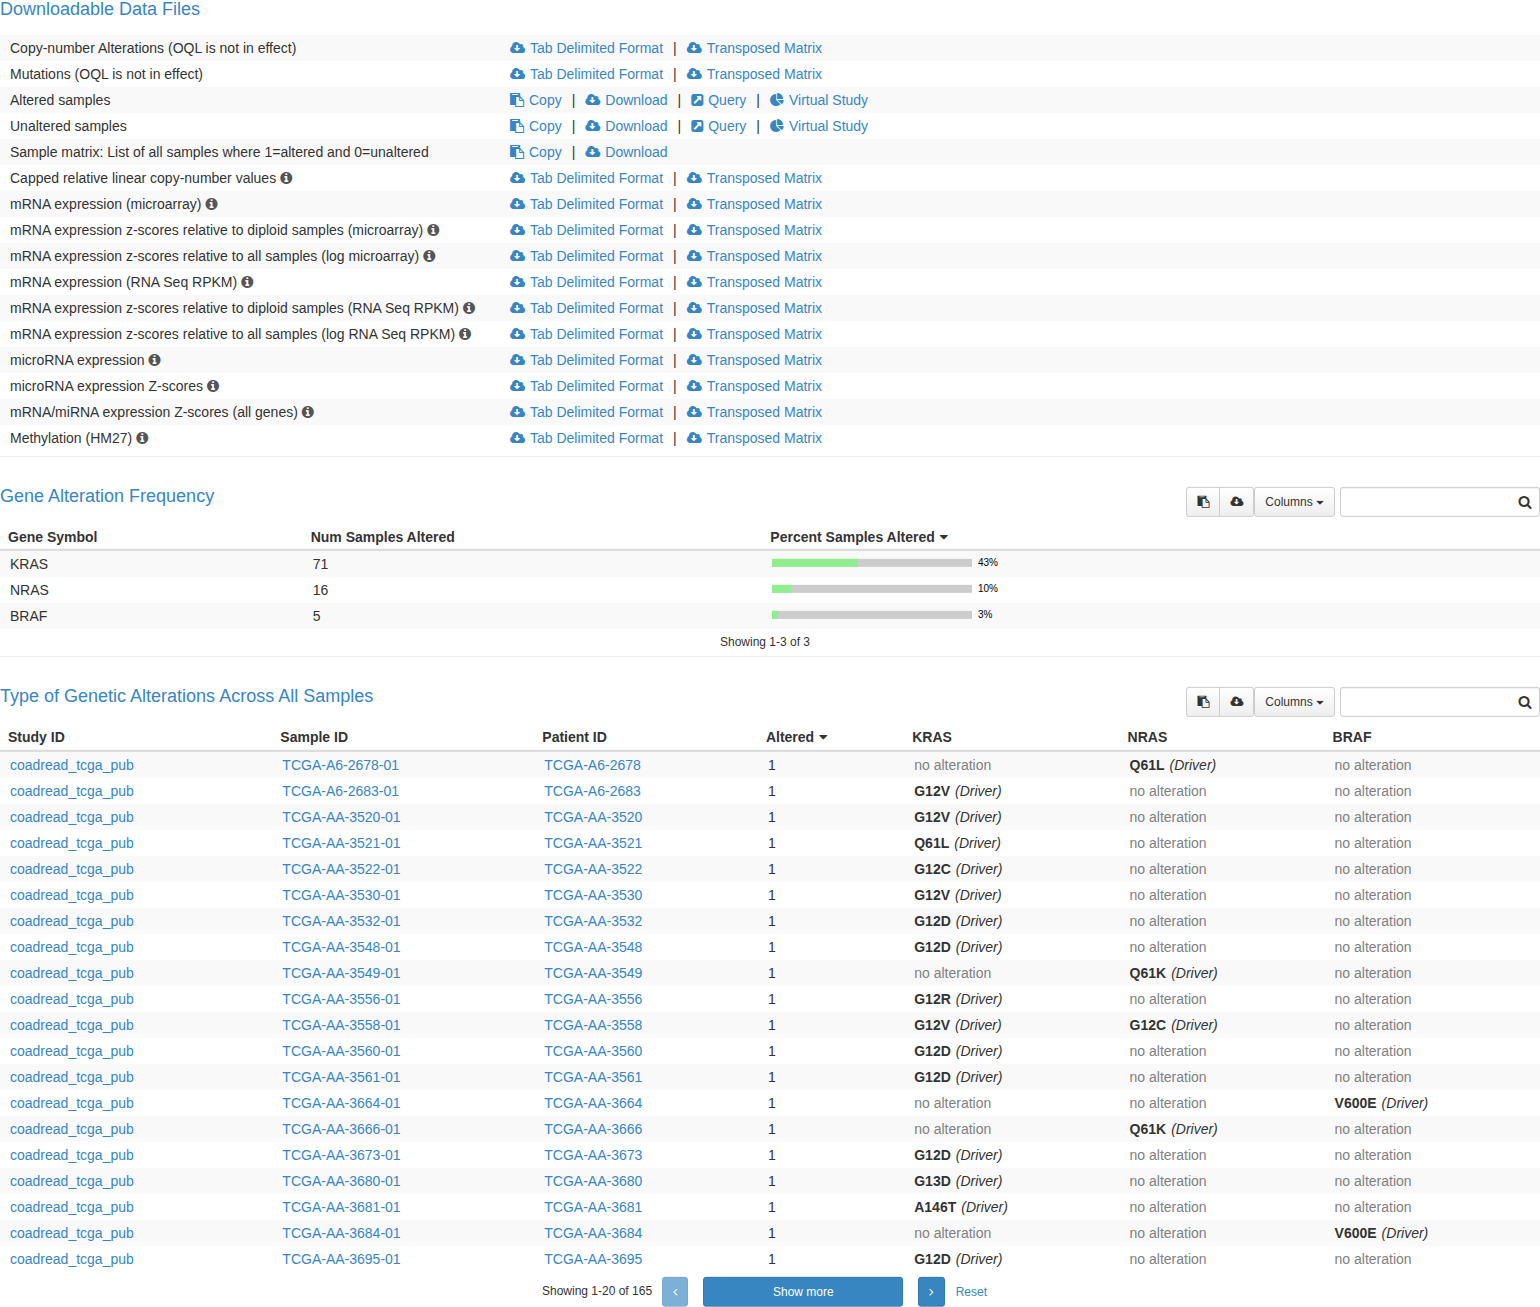 Downloadable Data Files
Copy-number Alterations (OQL is not in effect) Tab Delimited Format | Transposed Matrix
Mutations (OQL is not in effect) Tab Delimited Format | Transposed Matrix
Altered samples Copy | Download | Query | Virtual Study
Unaltered samples Copy | Download | Query | Virtual Study
Sample matrix: List of all samples where 1=altered and 0=unaltered Copy | Download
Capped relative linear copy-number values Tab Delimited Format | Transposed Matrix
mRNA expression (microarray) Tab Delimited Format | Transposed Matrix
mRNA expression z-scores relative to diploid samples (microarray) Tab Delimited Format | Transposed Matrix
mRNA expression z-scores relative to all samples (log microarray) Tab Delimited Format | Transposed Matrix
mRNA expression (RNA Seq RPKM) Tab Delimited Format | Transposed Matrix
mRNA expression z-scores relative to diploid samples (RNA Seq RPKM) Tab Delimited Format | Transposed Matrix
mRNA expression z-scores relative to all samples (log RNA Seq RPKM) Tab Delimited Format | Transposed Matrix
microRNA expression Tab Delimited Format | Transposed Matrix
microRNA expression Z-scores Tab Delimited Format | Transposed Matrix
mRNA/miRNA expression Z-scores (all genes) Tab Delimited Format | Transposed Matrix
Methylation (HM27) Tab Delimited Format | Transposed Matrix
Gene Alteration Frequency Columns
Gene Symbol Num Samples Altered Percent Samples Altered
KRAS 71 43%
NRAS 16 10%
BRAF 5 3%
Showing 1-3 of 3
Type of Genetic Alterations Across All Samples Columns
Study ID Sample ID Patient ID Altered KRAS NRAS BRAF
coadread_tcga_pub TCGA-A6-2678-01 TCGA-A6-2678 1 no alteration Q61L (Driver) no alteration
coadread_tcga_pub TCGA-A6-2683-01 TCGA-A6-2683 1 G12V (Driver) no alteration no alteration
coadread_tcga_pub TCGA-AA-3520-01 TCGA-AA-3520 1 G12V (Driver) no alteration no alteration
coadread_tcga_pub TCGA-AA-3521-01 TCGA-AA-3521 1 Q61L (Driver) no alteration no alteration
coadread_tcga_pub TCGA-AA-3522-01 TCGA-AA-3522 1 G12C (Driver) no alteration no alteration
coadread_tcga_pub TCGA-AA-3530-01 TCGA-AA-3530 1 G12V (Driver) no alteration no alteration
coadread_tcga_pub TCGA-AA-3532-01 TCGA-AA-3532 1 G12D (Driver) no alteration no alteration
coadread_tcga_pub TCGA-AA-3548-01 TCGA-AA-3548 1 G12D (Driver) no alteration no alteration
coadread_tcga_pub TCGA-AA-3549-01 TCGA-AA-3549 1 no alteration Q61K (Driver) no alteration
coadread_tcga_pub TCGA-AA-3556-01 TCGA-AA-3556 1 G12R (Driver) no alteration no alteration
coadread_tcga_pub TCGA-AA-3558-01 TCGA-AA-3558 1 G12V (Driver) G12C (Driver) no alteration
coadread_tcga_pub TCGA-AA-3560-01 TCGA-AA-3560 1 G12D (Driver) no alteration no alteration
coadread_tcga_pub TCGA-AA-3561-01 TCGA-AA-3561 1 G12D (Driver) no alteration no alteration
coadread_tcga_pub TCGA-AA-3664-01 TCGA-AA-3664 1 no alteration no alteration V600E (Driver)
coadread_tcga_pub TCGA-AA-3666-01 TCGA-AA-3666 1 no alteration Q61K (Driver) no alteration
coadread_tcga_pub TCGA-AA-3673-01 TCGA-AA-3673 1 G12D (Driver) no alteration no alteration
coadread_tcga_pub TCGA-AA-3680-01 TCGA-AA-3680 1 G13D (Driver) no alteration no alteration
coadread_tcga_pub TCGA-AA-3681-01 TCGA-AA-3681 1 A146T (Driver) no alteration no alteration
coadread_tcga_pub TCGA-AA-3684-01 TCGA-AA-3684 1 no alteration no alteration V600E (Driver)
coadread_tcga_pub TCGA-AA-3695-01 TCGA-AA-3695 1 G12D (Driver) no alteration no alteration
Showing 1-20 of 165 ‹ Show more › Reset